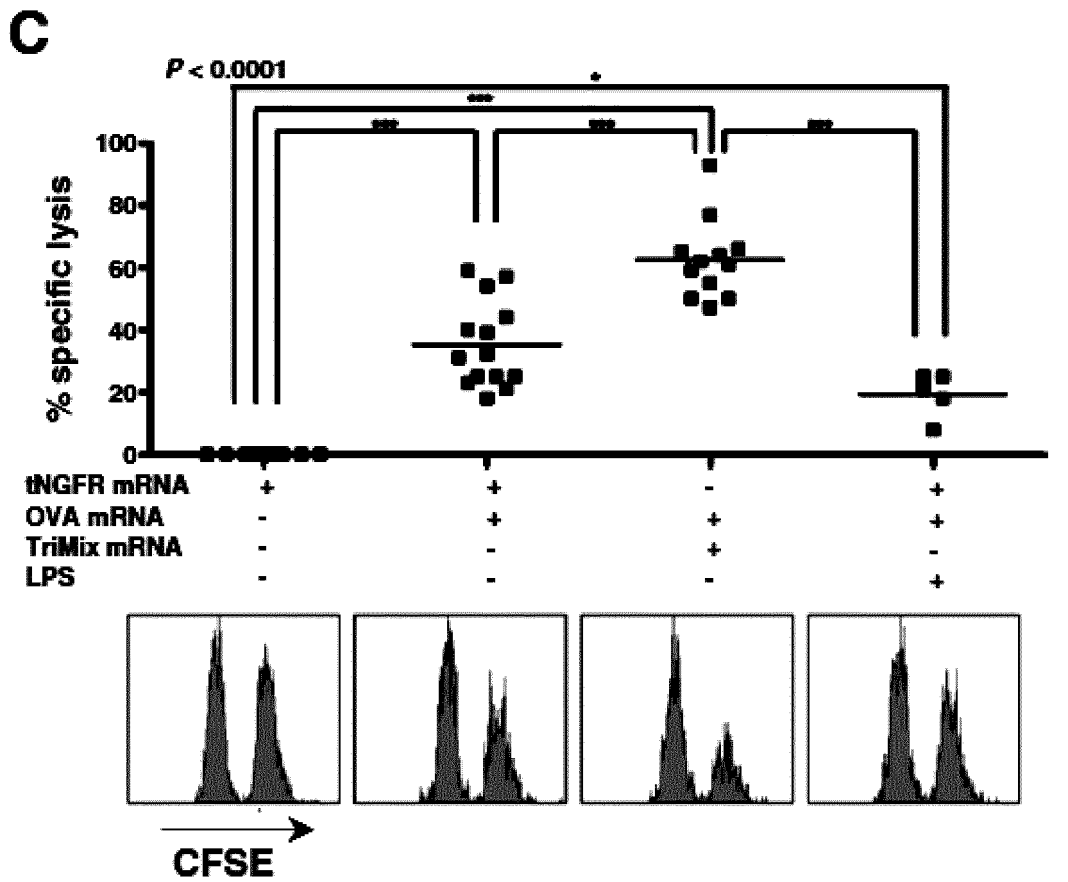 C
P < 0.0001
*
***
*** *** ***
100
80
60
40
20
0
% specific lysis
tNGFR mRNA + + - +
OVA mRNA - + + +
TriMix mRNA - - + -
LPS - - - +
CFSE